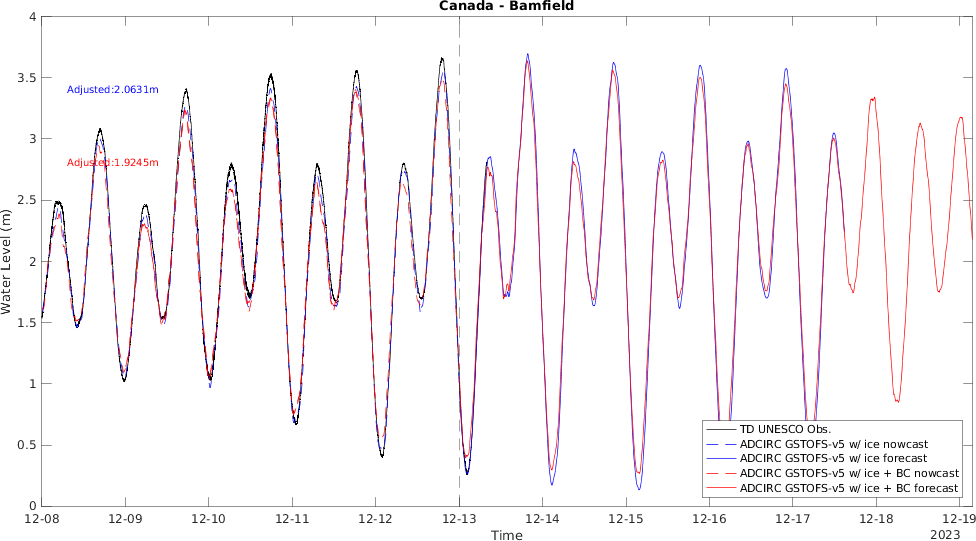 Canada - Bamfield
4
3.5
3
2.5
2
1.5
1
0.5
0
Water Level (m)
Adjusted:2.0631m
Adjusted:1.9245m
TD UNESCO Obs.
ADCIRC GSTOFS-v5 w/ ice nowcast
ADCIRC GSTOFS-v5 w/ ice forecast
ADCIRC GSTOFS-v5 w/ ice + BC nowcast
ADCIRC GSTOFS-v5 w/ ice + BC forecast
12-08 12-09 12-10 12-11 12-12 12-13 12-14 12-15 12-16 12-17 12-18 12-19
Time
2023